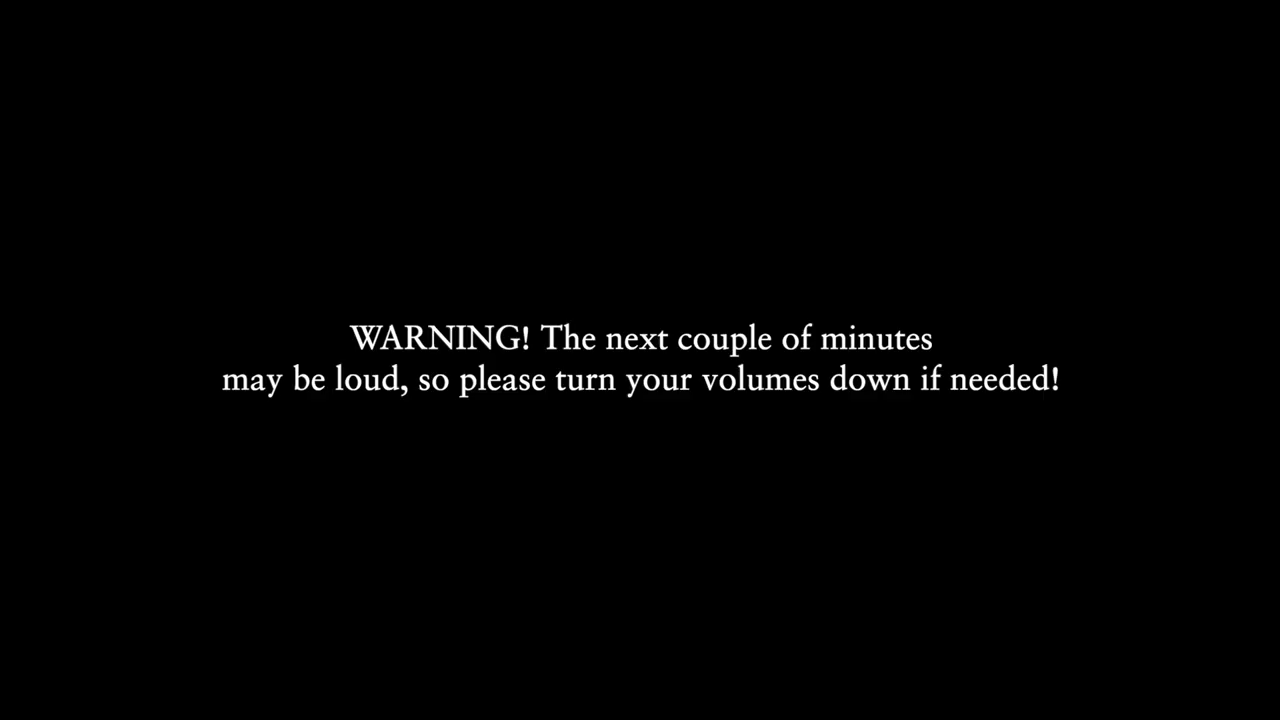 WARNING! The next couple of minutes
may be loud, so please turn your volumes down if needed!